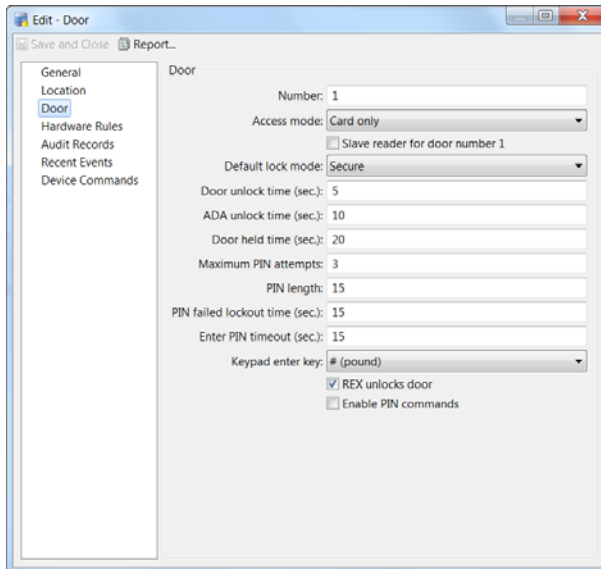 Edit - Door
Save and Close Report...
General
Location
Door
Hardware Rules
Audit Records
Recent Events
Device Commands
Door
Number: 1
Access mode: Card only
Slave reader for door number 1
Default lock mode: Secure
Door unlock time (sec.): 5
ADA unlock time (sec.): 10
Door held time (sec.): 20
Maximum PIN attempts: 3
PIN length: 15
PIN failed lockout time (sec.): 15
Enter PIN timeout (sec.): 15
Keypad enter key: # (pound)
REX unlocks door
Enable PIN commands